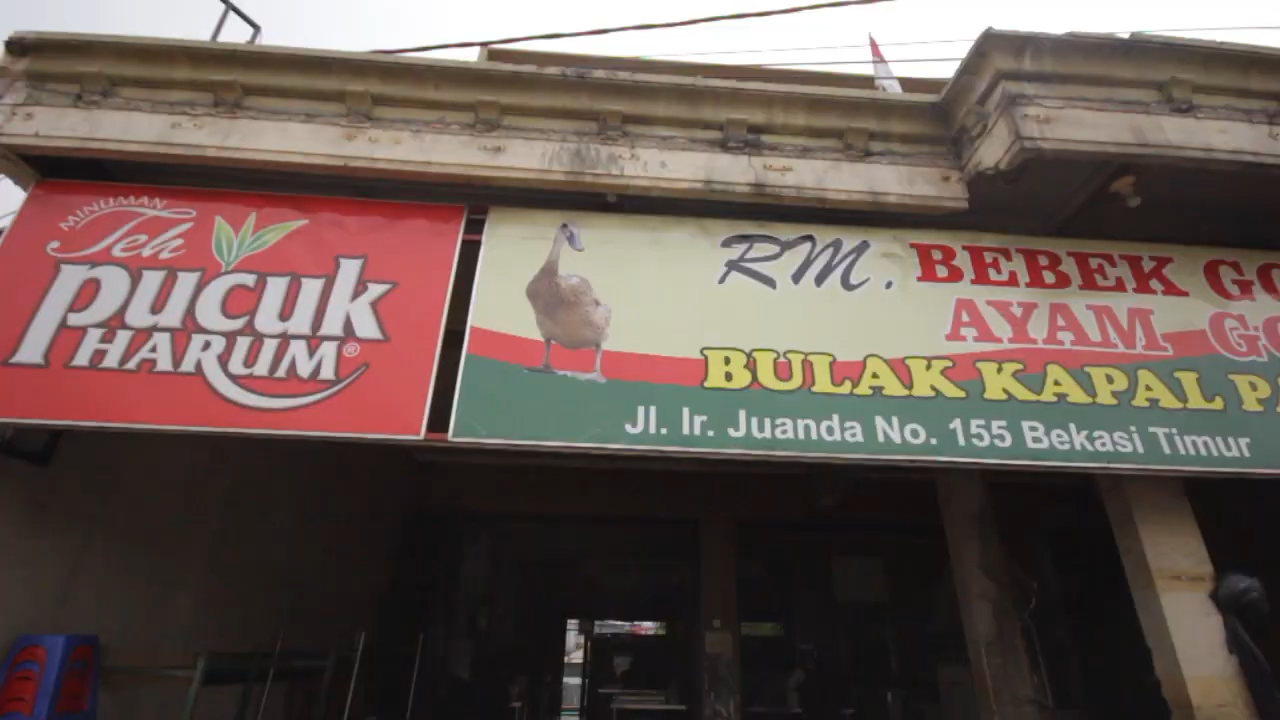 MINUMAN
Teh
pucuk
HARUM®
RM. BEBEK
AYAM
BULAK KAPAL
Jl. Ir. Juanda No. 155 Bekasi Timur